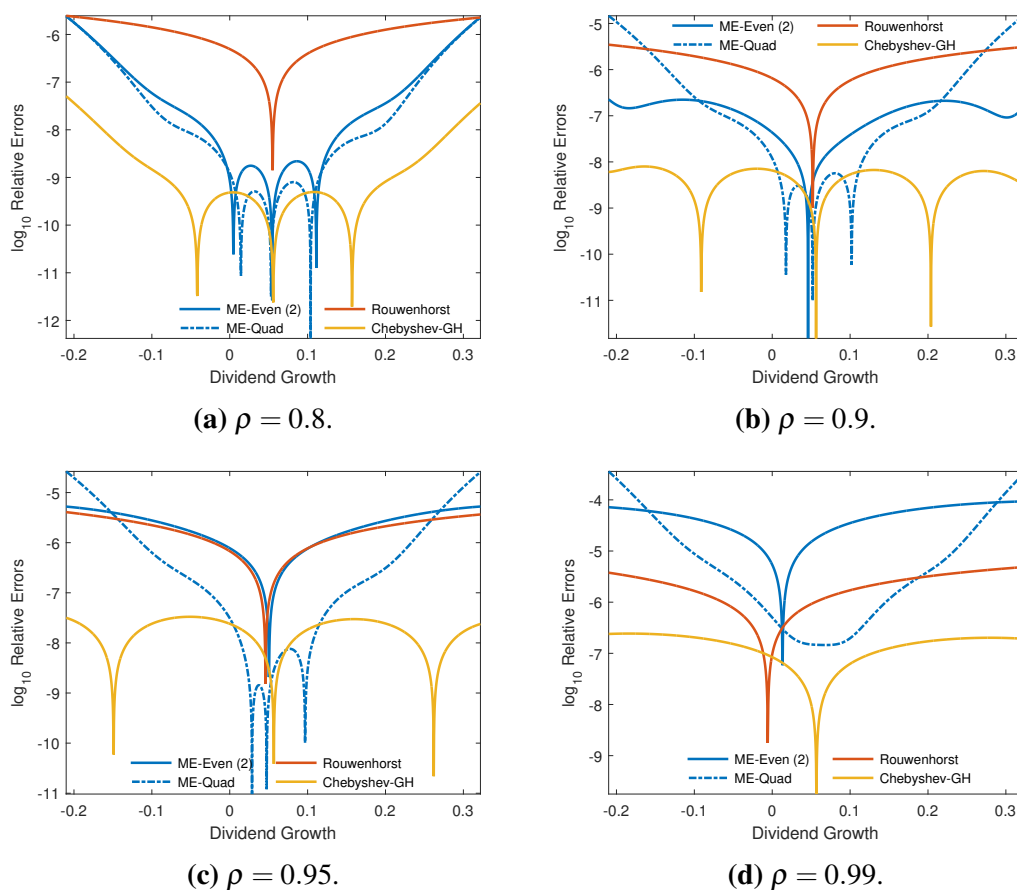 -6
-7
-8
-9
-10
-11
-12
log10 Relative Errors
ME-Even (2)
ME-Quad
Rouwenhorst
Chebyshev-GH
-0.2 -0.1 0 0.1 0.2 0.3
Dividend Growth
(a) ρ = 0.8.
-5
-6
-7
-8
-9
-10
-11
log10 Relative Errors
ME-Even (2)
ME-Quad
Rouwenhorst
Chebyshev-GH
-0.2 -0.1 0 0.1 0.2 0.3
Dividend Growth
(b) ρ = 0.9.
-5
-6
-7
-8
-9
-10
-11
log10 Relative Errors
ME-Even (2)
ME-Quad
Rouwenhorst
Chebyshev-GH
-0.2 -0.1 0 0.1 0.2 0.3
Dividend Growth
(c) ρ = 0.95.
-4
-5
-6
-7
-8
-9
log10 Relative Errors
ME-Even (2)
ME-Quad
Rouwenhorst
Chebyshev-GH
-0.2 -0.1 0 0.1 0.2 0.3
Dividend Growth
(d) ρ = 0.99.